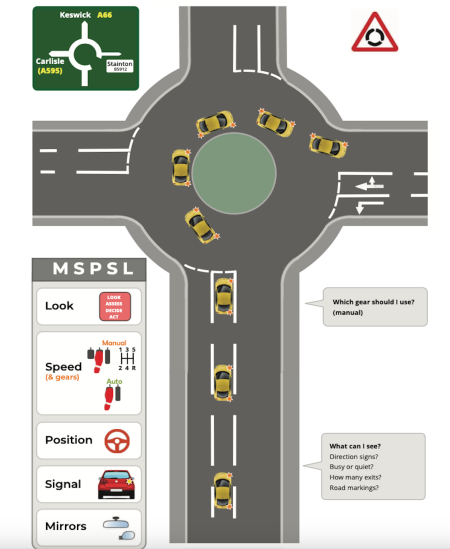 Keswick A66
Carlisle
(A595)
Stainton
MSPSL
Look
LOOK
ASSESS
DECIDE
ACT
Manual
1 3 5
2 4 R
Speed
(& gears)
Auto
Position
Signal
Mirrors
Which gear should I use?
(manual)
What can I see?
Direction signs?
Busy or quiet?
How many exits?
Road markings?